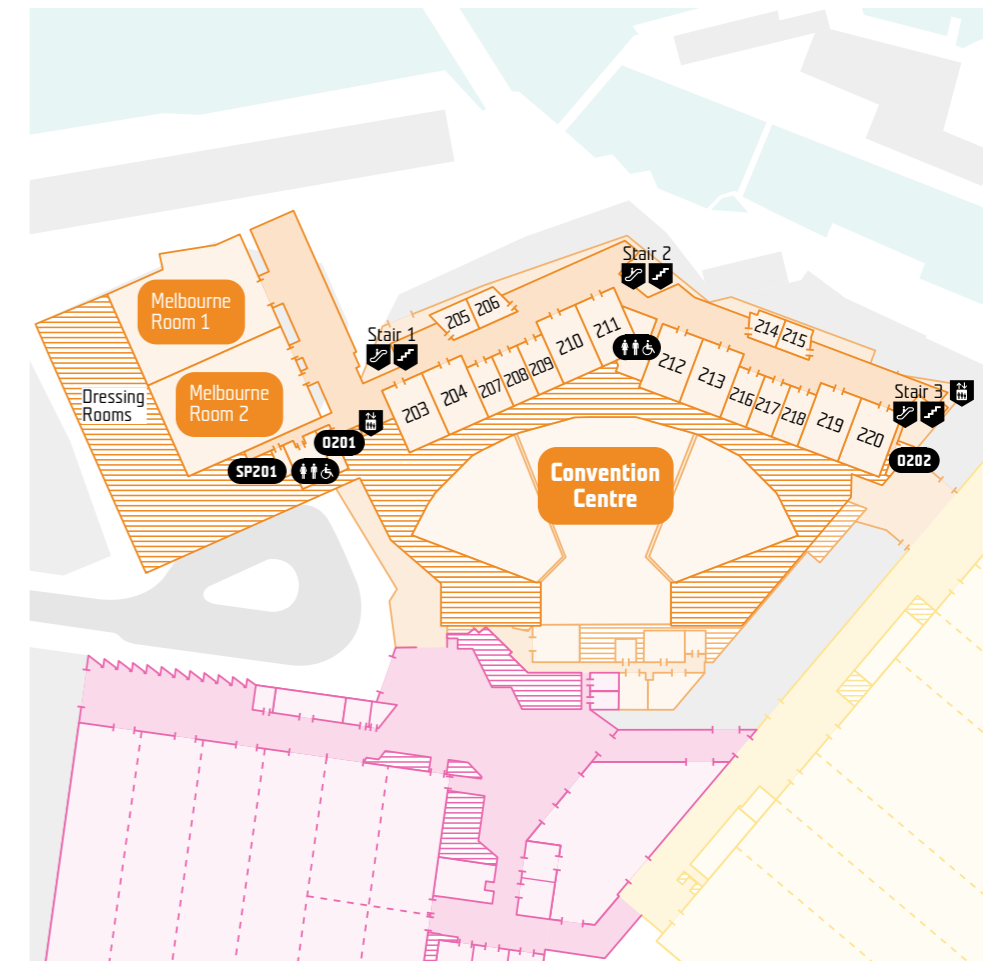 Stair 2
Melbourne
Room 1
205
206
214
215
Stair 1
210
211
Dressing
Rooms
Melbourne
Room 2
203
204
207
208
209
212
213
216
217
218
219
220
Stair 3
O201
SP201
O202
Convention
Centre